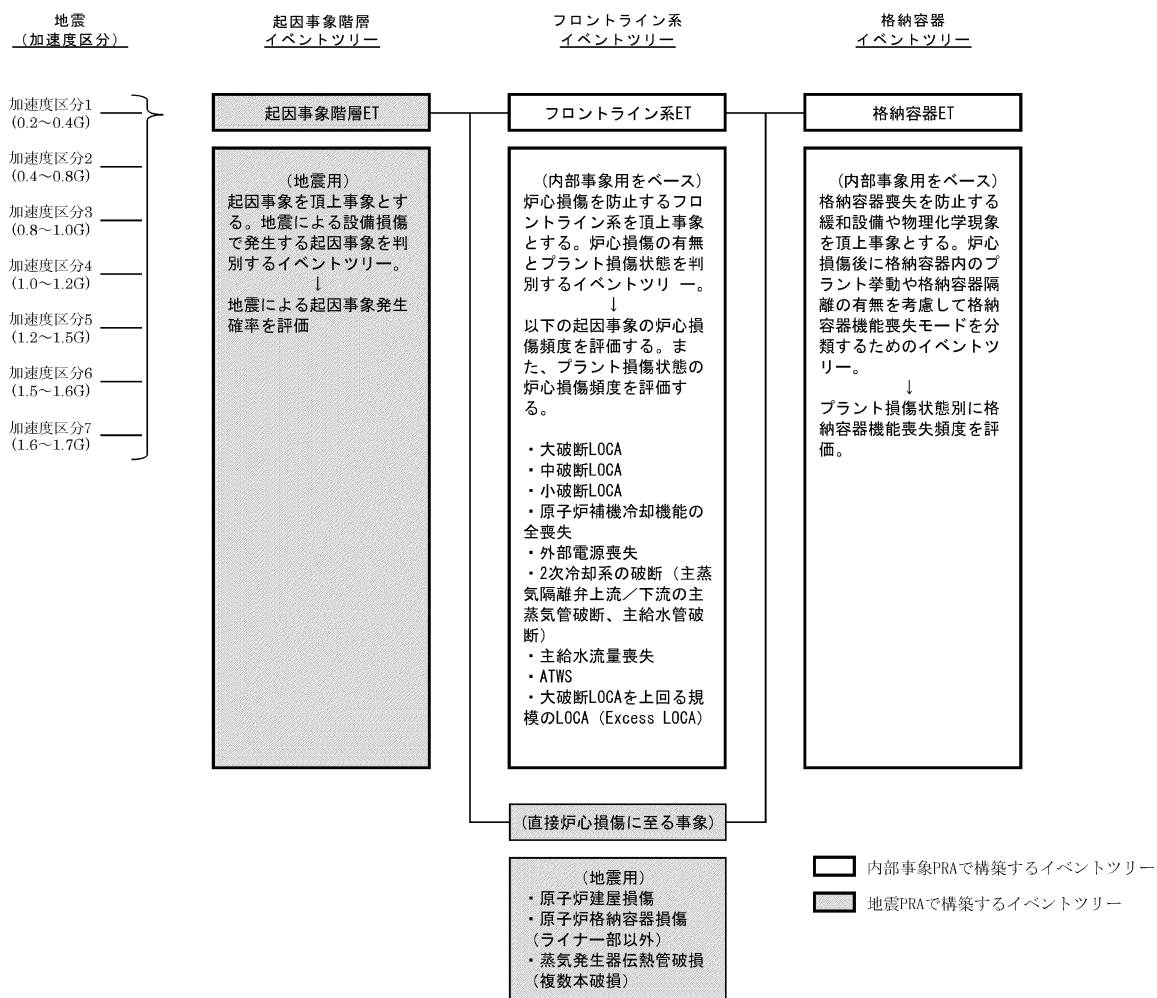 地震
(加速度区分)
起因事象階層
イベントツリー
フロントライン系
イベントツリー
格納容器
イベントツリー
加速度区分1
(0.2～0.4G)
加速度区分2
(0.4～0.8G)
加速度区分3
(0.8～1.0G)
加速度区分4
(1.0～1.2G)
加速度区分5
(1.2～1.5G)
加速度区分6
(1.5～1.6G)
加速度区分7
(1.6～1.7G)
起因事象階層ET
(地震用)
起因事象を頂上事象とす
る。地震による設備損傷
で発生する起因事象を判
別するイベントツリー。
↓
地震による起因事象発生
確率を評価
フロントライン系ET
(内部事象用をベース)
炉心損傷を防止するフロ
ントライン系を頂上事象
とする。炉心損傷の有無
とプラント損傷状態を判
別するイベントツリー。
↓
以下の起因事象の炉心損
傷頻度を評価する。ま
た、プラント損傷状態の
炉心損傷頻度を評価す
る。
・大破断LOCA
・中破断LOCA
・小破断LOCA
・原子炉補機冷却機能の
全喪失
・外部電源喪失
・2次冷却系の破断（主蒸
気隔離弁上流／下流の主
蒸気管破断、主給水管破
断）
・主給水流量喪失
・ATWS
・大破断LOCAを上回る規
模のLOCA（Excess LOCA）
格納容器ET
(内部事象用をベース)
格納容器喪失を防止する
緩和設備や物理化学現象
を頂上事象とする。炉心
損傷後に格納容器内のプ
ラント挙動や格納容器隔
離の有無を考慮して格納
容器機能喪失モードを分
類するためのイベントツ
リー。
↓
プラント損傷状態別に格
納容器機能喪失頻度を評
価。
(直接炉心損傷に至る事象)
(地震用)
・原子炉建屋損傷
・原子炉格納容器損傷
(ライナー部以外)
・蒸気発生器伝熱管破損
(複数本破損)
内部事象PRAで構築するイベントツリー
地震PRAで構築するイベントツリー